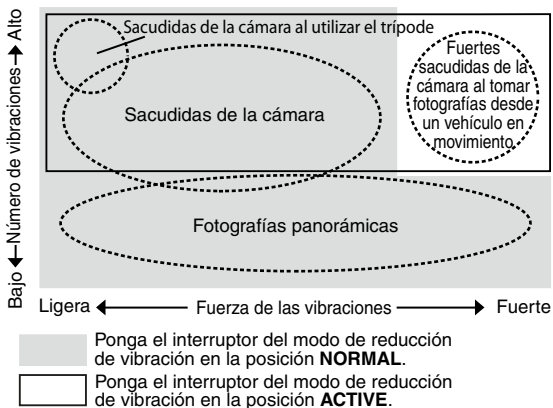 Alto
Sacudidas de la cámara al utilizar el trípode
Fuertes
sacudidas de la
cámara al tomar
fotografías desde
un vehículo en
movimiento.
Sacudidas de la cámara
Número de vibraciones
Fotografías panorámicas
Bajo
Ligera
Fuerza de las vibraciones
Fuerte
Ponga el interruptor del modo de reducción
de vibración en la posición NORMAL.
Ponga el interruptor del modo de reducción
de vibración en la posición ACTIVE.